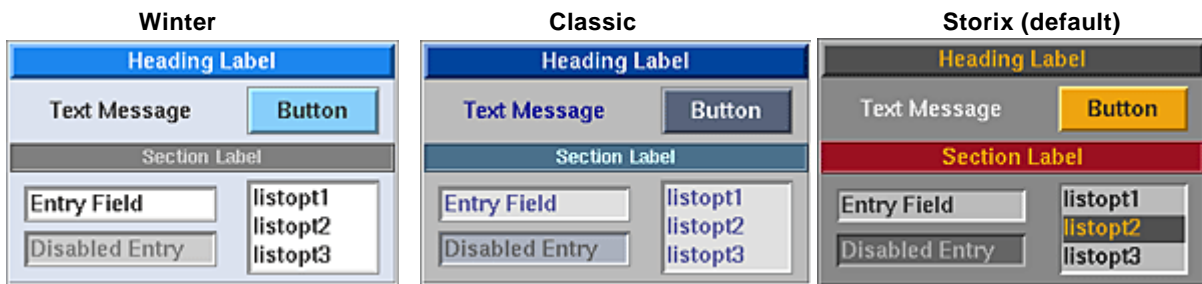 Winter
Heading Label
Text Message
Button
Section Label
Entry Field
Disabled Entry
listopt1
listopt2
listopt3
Classic
Heading Label
Text Message
Button
Section Label
Entry Field
Disabled Entry
listopt1
listopt2
listopt3
Storix (default)
Heading Label
Text Message
Button
Section Label
Entry Field
Disabled Entry
listopt1
listopt2
listopt3